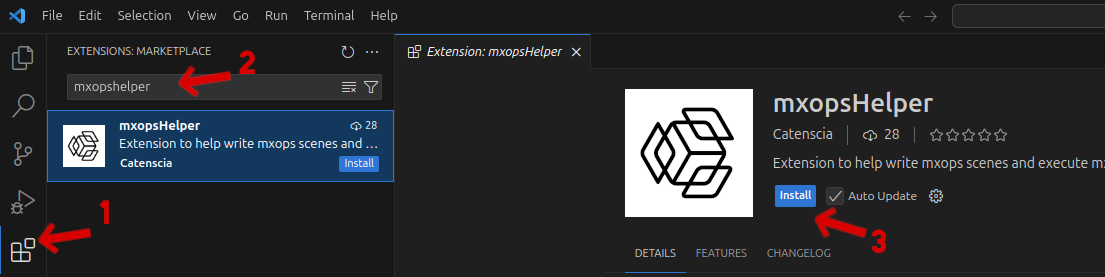 File Edit Selection View Go Run Terminal Help
EXTENSIONS: MARKETPLACE
Extension: mxopsHelper
2
mxopshelper
mxopsHelper 28
Extension to help write mxops scenes and ...
Catenscia Install
mxopsHelper
Catenscia 28
Extension to help write mxops scenes and execute
Install Auto Update
1
3
DETAILS FEATURES CHANGELOG